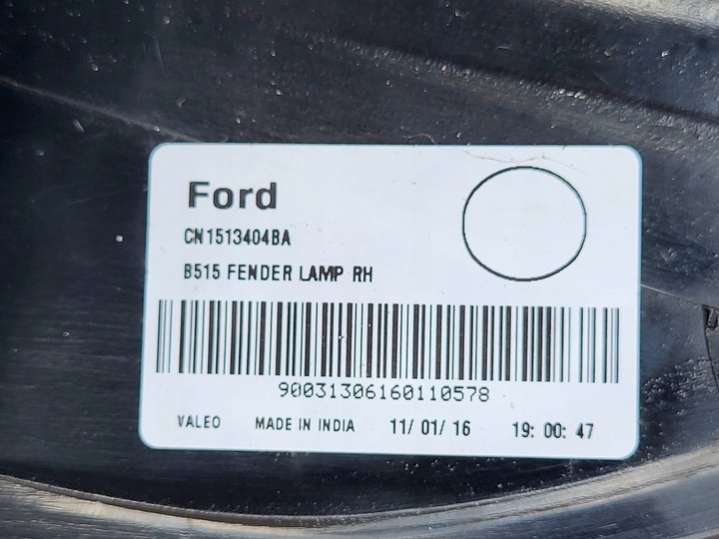 Ford
CN1513404BA
B515 FENDER LAMP RH
90031306160110578
VALEO MADE IN INDIA 11/ 01/ 16 19: 00: 47